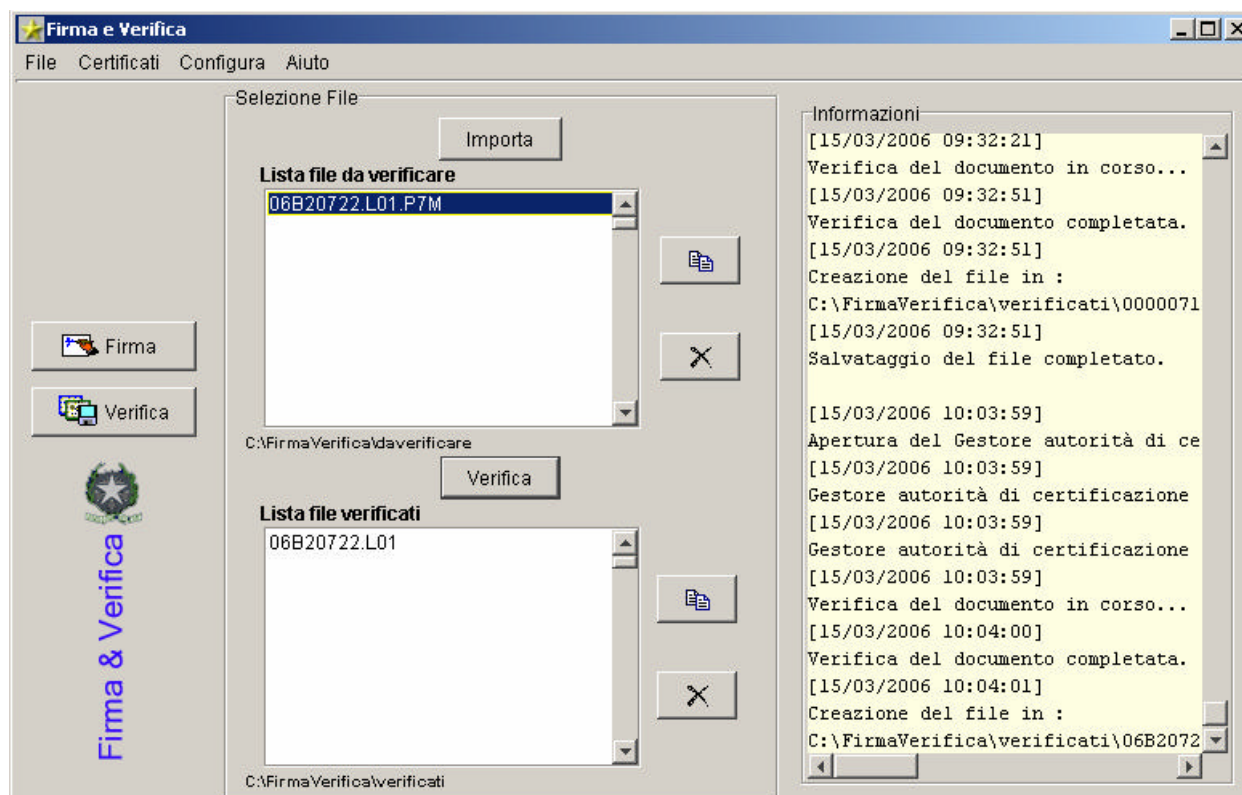 Firma e Verifica
File Certificati Configura Aiuto
Selezione File
Importa
Lista file da verificare
06B20722.L01.P7M
C:\FirmaVerifica\daverificare
Verifica
Lista file verificati
06B20722.L01
C:\FirmaVerifica\verificati
Firma
Verifica
Firma & Verifica
Informazioni
[15/03/2006 09:32:21]
Verifica del documento in corso...
[15/03/2006 09:32:51]
Verifica del documento completata.
[15/03/2006 09:32:51]
Creazione del file in :
C:\FirmaVerifica\verificati\0000071
[15/03/2006 09:32:51]
Salvataggio del file completato.
[15/03/2006 10:03:59]
Apertura del Gestore autorità di ce
[15/03/2006 10:03:59]
Gestore autorità di certificazione
[15/03/2006 10:03:59]
Gestore autorità di certificazione
[15/03/2006 10:03:59]
Verifica del documento in corso...
[15/03/2006 10:04:00]
Verifica del documento completata.
[15/03/2006 10:04:01]
Creazione del file in :
C:\FirmaVerifica\verificati\06B2072